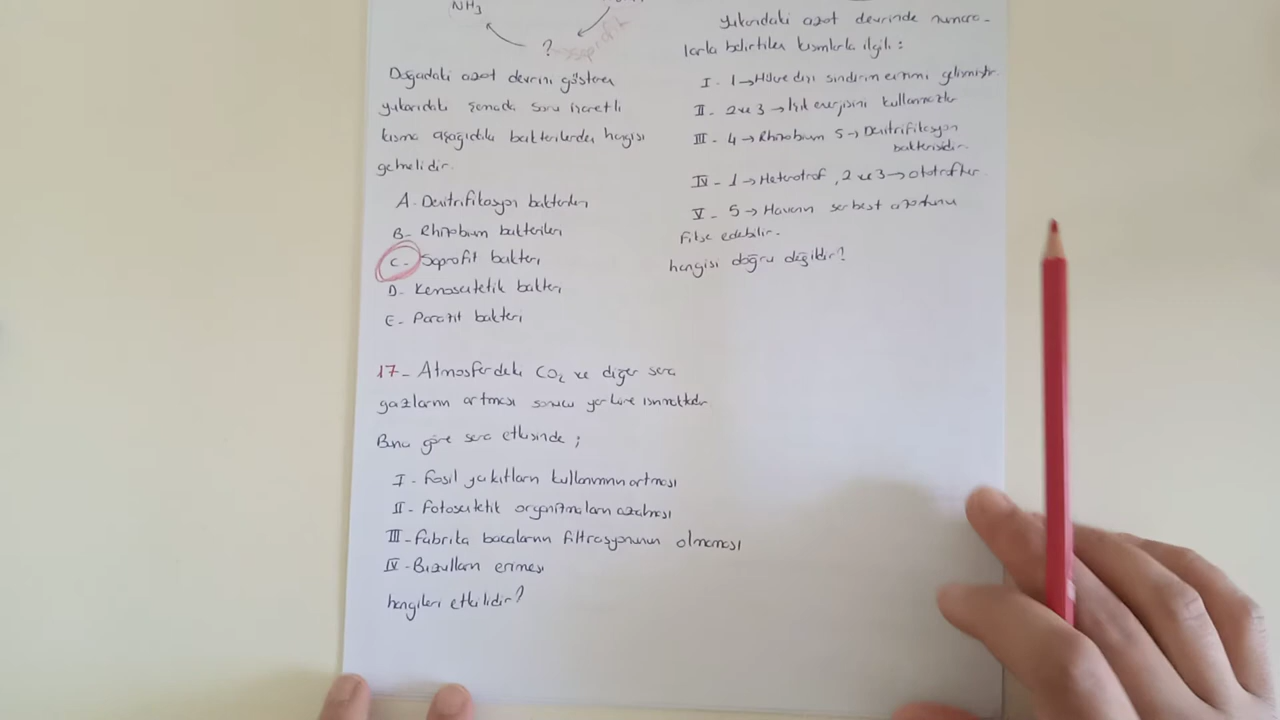 NH3
?
saprofit
Doğadaki azot devrini gösteren
yukarıdaki şemada soru işaretli
kısma aşağıdaki bakterilerden hangisi
gelmelidir.
A- Denitrifikasyon bakterileri
B- Rhizobium bakterileri
C- Saprofit bakteri
D- Kemosentetik bakteri
E- Parazit bakteri
17- Atmosferdeki CO2 ve diğer sera
gazlarının artması sonucu yerküre ısınmaktadır
Buna göre sera etkisinde ;
I- Fosil yakıtların kullanımının artması
II- Fotosentetik organizmaların azalması
III- Fabrika bacalarının filtrasyonunun olmaması
IV- Buzulların erimesi
hangileri etkilidir?
yukarıdaki azot devrinde numara-
larla belirtilen kısımlarla ilgili :
I- 1→Hücre dışı sindirim enzimi gelişmiştir.
II- 2 ve 3 → Işık enerjisini kullanmazlar
III- 4→Rhizobium 5→Denitrifikasyon
bakterisidir.
IV- 1→Heterotrof, 2 ve 3→ototroftur.
V- 5→Havanın serbest azotunu
fikse edebilir.
hangisi doğru değildir?